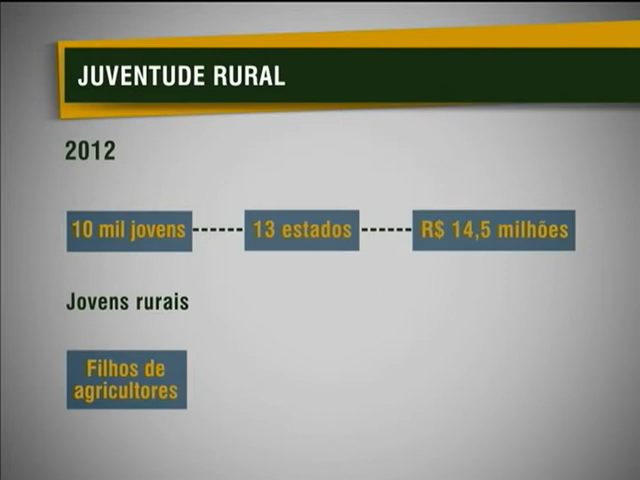 JUVENTUDE RURAL
2012
10 mil jovens
13 estados
R$ 14,5 milhões
Jovens rurais
Filhos de
agricultores